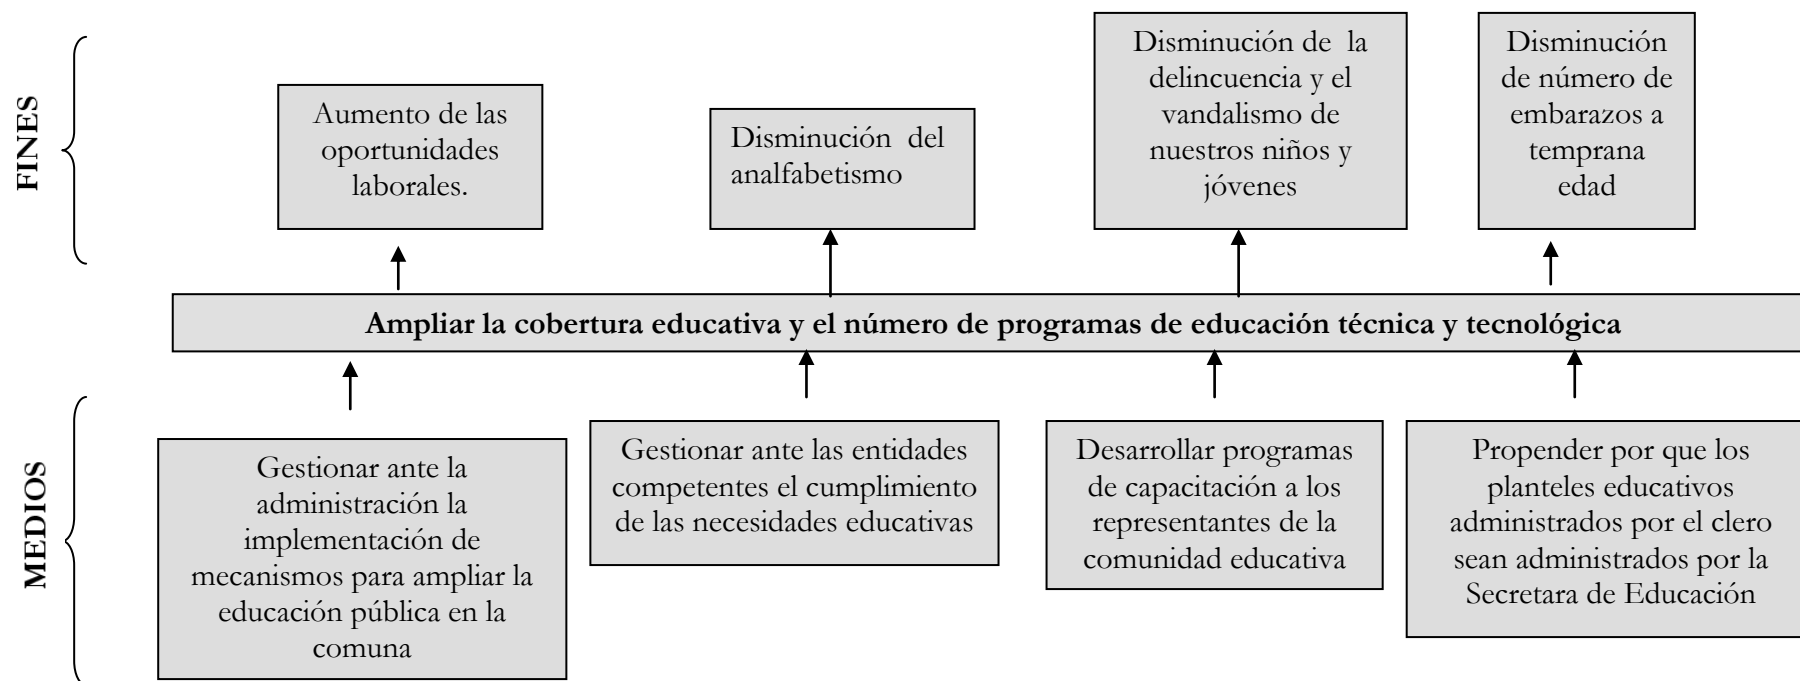 FINES
Aumento de las
oportunidades
laborales.
Disminución del
analfabetismo
Disminución de la
delincuencia y el
vandalismo de
nuestros niños y
jóvenes
Disminución
de número de
embarazos a
temprana
edad
Ampliar la cobertura educativa y el número de programas de educación técnica y tecnológica
MEDIOS
Gestionar ante la
administración la
implementación de
mecanismos para ampliar la
educación pública en la
comuna
Gestionar ante las entidades
competentes el cumplimiento
de las necesidades educativas
Desarrollar programas
de capacitación a los
representantes de la
comunidad educativa
Propender por que los
planteles educativos
administrados por el clero
sean administrados por la
Secretara de Educación